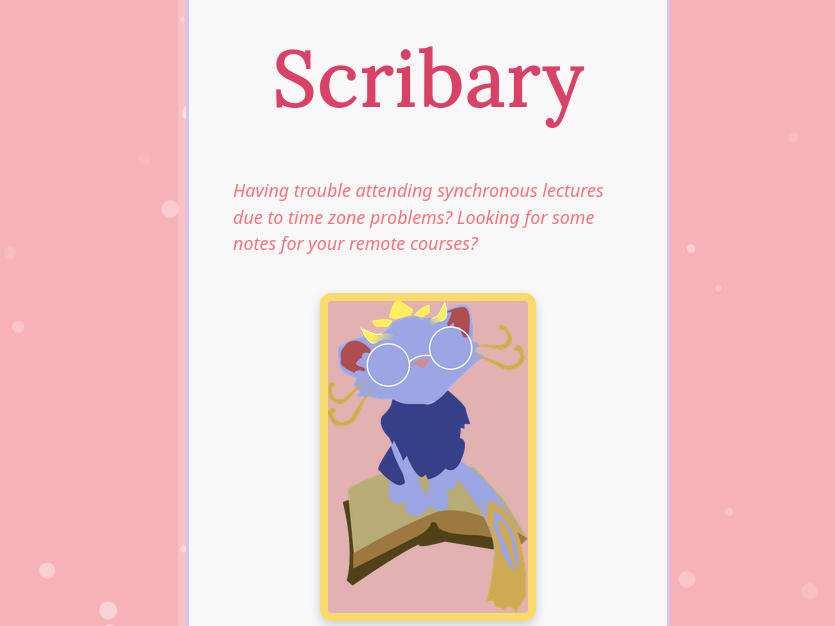 Scribary
Having trouble attending synchronous lectures
due to time zone problems? Looking for some
notes for your remote courses?